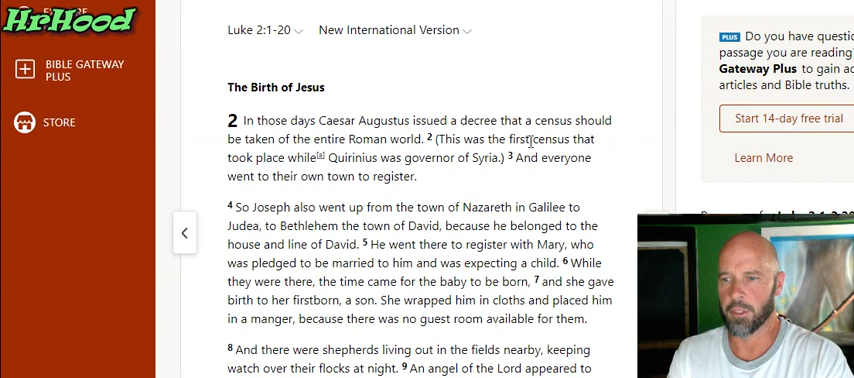 HrHood
BIBLE GATEWAY
PLUS
STORE
Luke 2:1-20 New International Version
The Birth of Jesus
2 In those days Caesar Augustus issued a decree that a census should
be taken of the entire Roman world. 2 (This was the first census that
took place while[a] Quirinius was governor of Syria.) 3 And everyone
went to their own town to register.
4 So Joseph also went up from the town of Nazareth in Galilee to
Judea, to Bethlehem the town of David, because he belonged to the
house and line of David. 5 He went there to register with Mary, who
was pledged to be married to him and was expecting a child. 6 While
they were there, the time came for the baby to be born, 7 and she gave
birth to her firstborn, a son. She wrapped him in cloths and placed him
in a manger, because there was no guest room available for them.
8 And there were shepherds living out in the fields nearby, keeping
watch over their flocks at night. 9 An angel of the Lord appeared to
PLUS Do you have questio
passage you are reading?
Gateway Plus to gain ac
articles and Bible truths.
Start 14-day free trial
Learn More